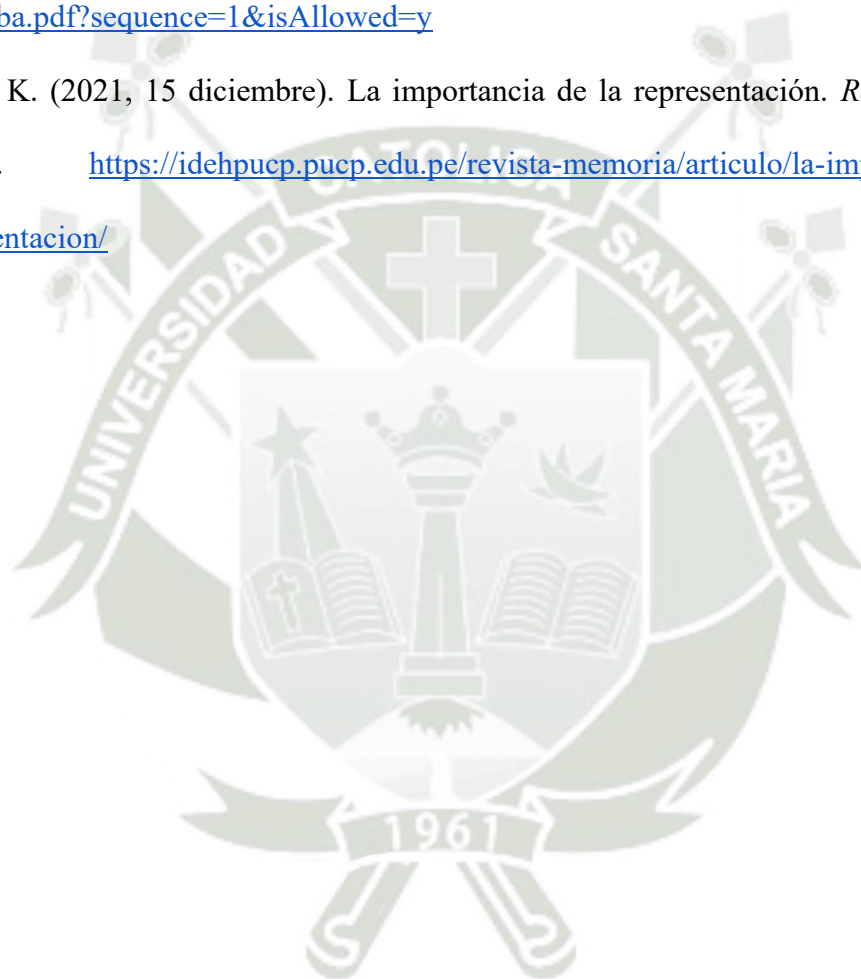 ba.pdf?sequence=1&isAllowed=y
K. (2021, 15 diciembre). La importancia de la representación. R
. https://idehpucp.pucp.edu.pe/revista-memoria/articulo/la-im
entacion/
UNIVERSIDAD CATOLICA SANTA MARIA
1961